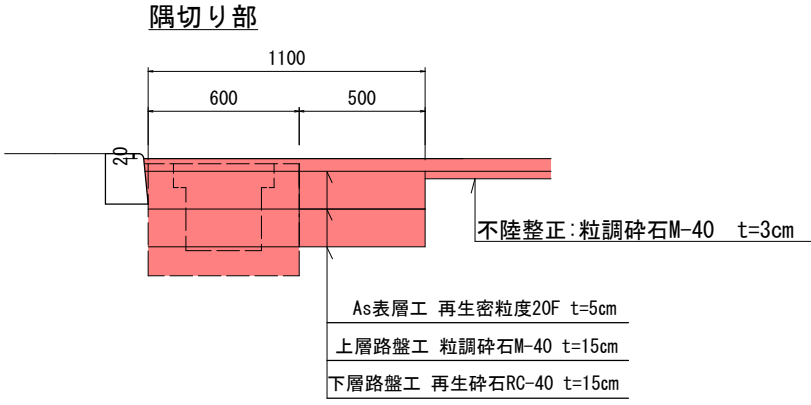 隅切り部
1100
600
500
20
不陸整正:粒調砕石M-40 t=3cm
As表層工 再生密粒度20F t=5cm
上層路盤工 粒調砕石M-40 t=15cm
下層路盤工 再生砕石RC-40 t=15cm